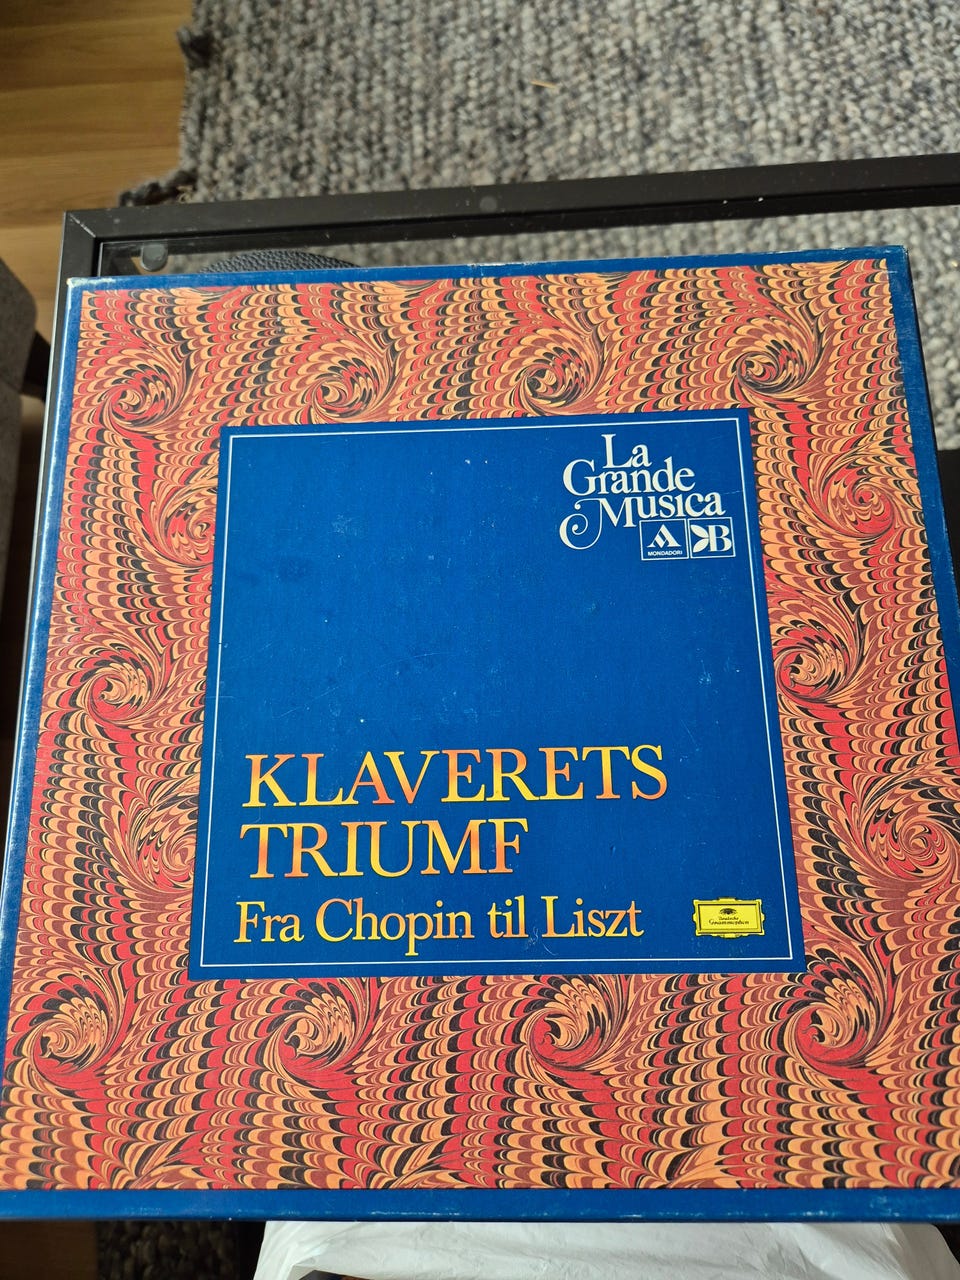 La
Grande
Musica
MONDADORI
B
KLAVERETS
TRIUMF
Fra Chopin til Liszt
Deutsche
Grammophon